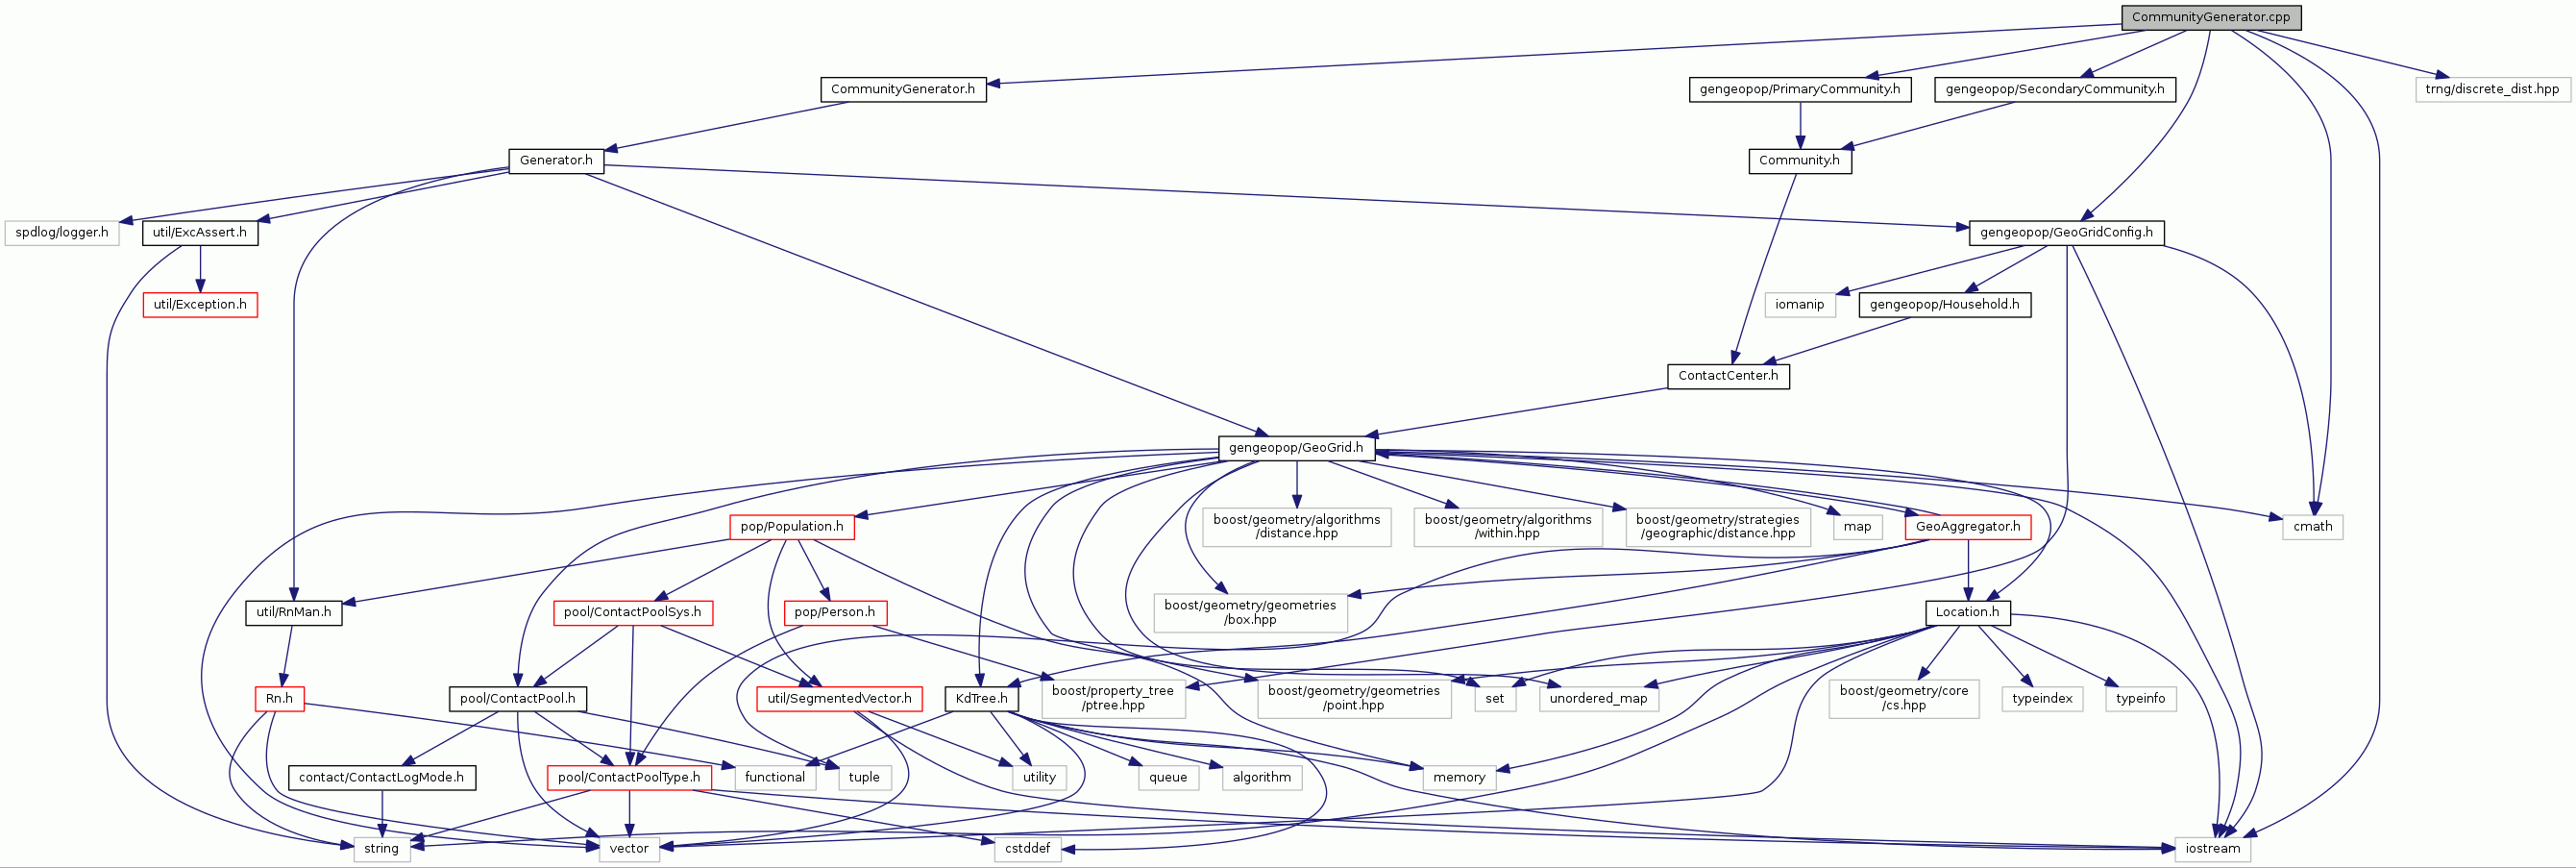 CommunityGenerator.cpp
CommunityGenerator.h
gengeopop/PrimaryCommunity.h
gengeopop/SecondaryCommunity.h
trng/discrete_dist.hpp
Generator.h
Community.h
spdlog/logger.h
util/ExcAssert.h
gengeopop/GeoGridConfig.h
util/Exception.h
iomanip
gengeopop/Household.h
ContactCenter.h
gengeopop/GeoGrid.h
pop/Population.h
boost/geometry/algorithms
/distance.hpp
boost/geometry/algorithms
/within.hpp
boost/geometry/strategies
/geographic/distance.hpp
map
GeoAggregator.h
cmath
util/RnMan.h
pool/ContactPoolSys.h
pop/Person.h
boost/geometry/geometries
/box.hpp
Location.h
Rn.h
pool/ContactPool.h
util/SegmentedVector.h
KdTree.h
boost/property_tree
/ptree.hpp
boost/geometry/geometries
/point.hpp
set
unordered_map
boost/geometry/core
/cs.hpp
typeindex
typeinfo
contact/ContactLogMode.h
pool/ContactPoolType.h
functional
tuple
utility
queue
algorithm
memory
string
vector
cstddef
iostream